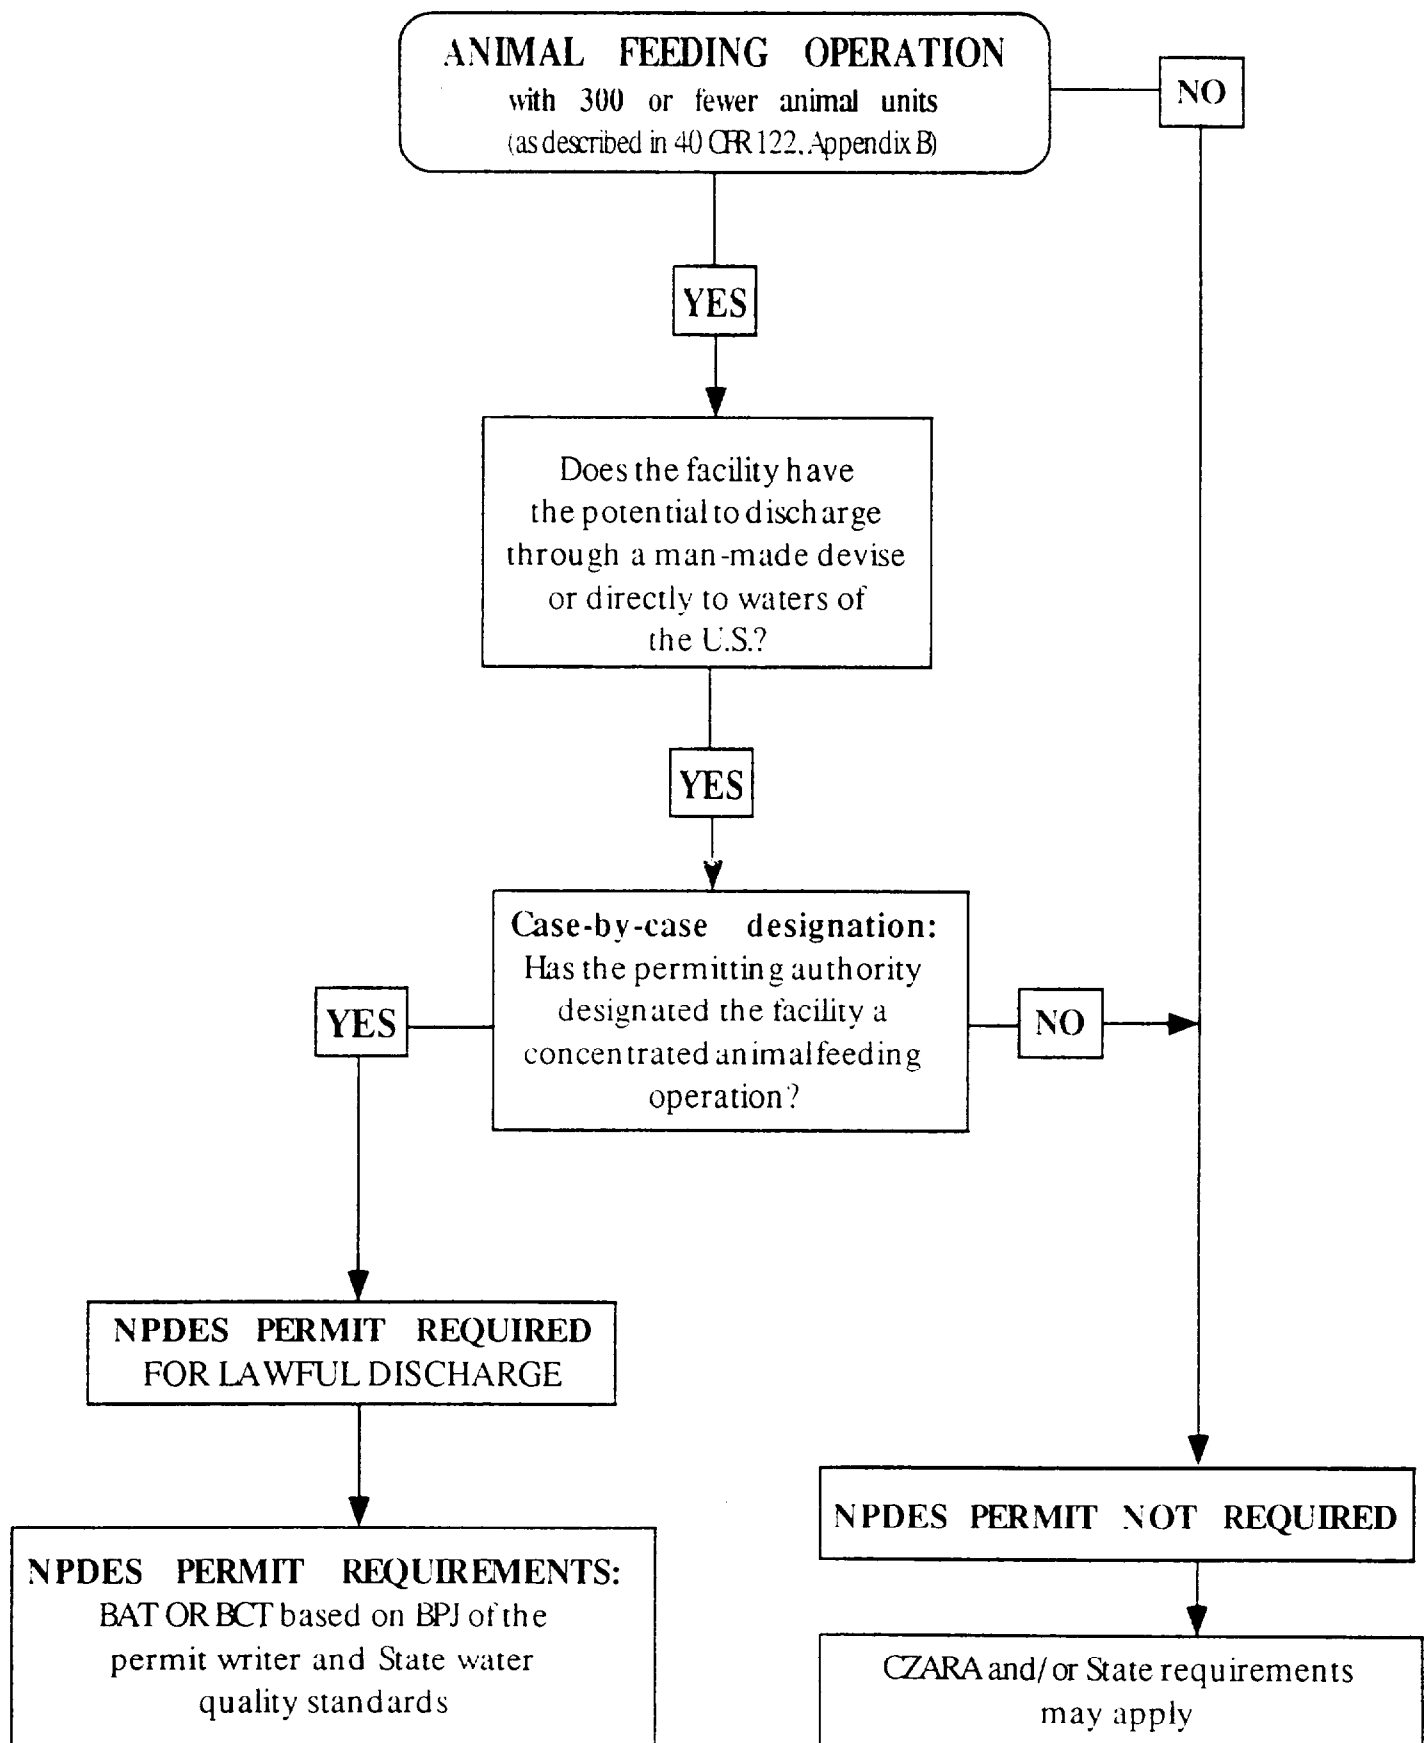 ANIMAL FEEDING OPERATION
with 300 or fewer animal units
(as described in 40 CFR 122, Appendix B)
NO
YES
Does the facility have
the potential to discharge
through a man-made devise
or directly to waters of
the U.S.?
YES
Case-by-case designation:
Has the permitting authority
designated the facility a
concentrated animal feeding
operation?
YES
NO
NPDES PERMIT REQUIRED
FOR LAWFUL DISCHARGE
NPDES PERMIT NOT REQUIRED
NPDES PERMIT REQUIREMENTS:
BAT OR BCT based on BPJ of the
permit writer and State water
quality standards
CZARA and/or State requirements
may apply